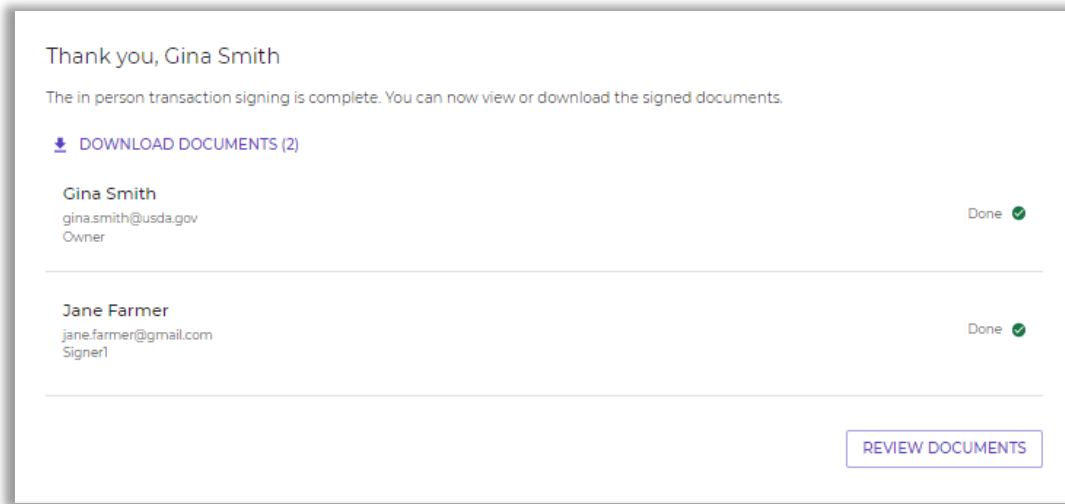 Thank you, Gina Smith
The in person transaction signing is complete. You can now view or download the signed documents.
DOWNLOAD DOCUMENTS (2)
Gina Smith
gina.smith@usda.gov
Owner
Done
Jane Farmer
jane.farmer@gmail.com
Signer1
Done
REVIEW DOCUMENTS